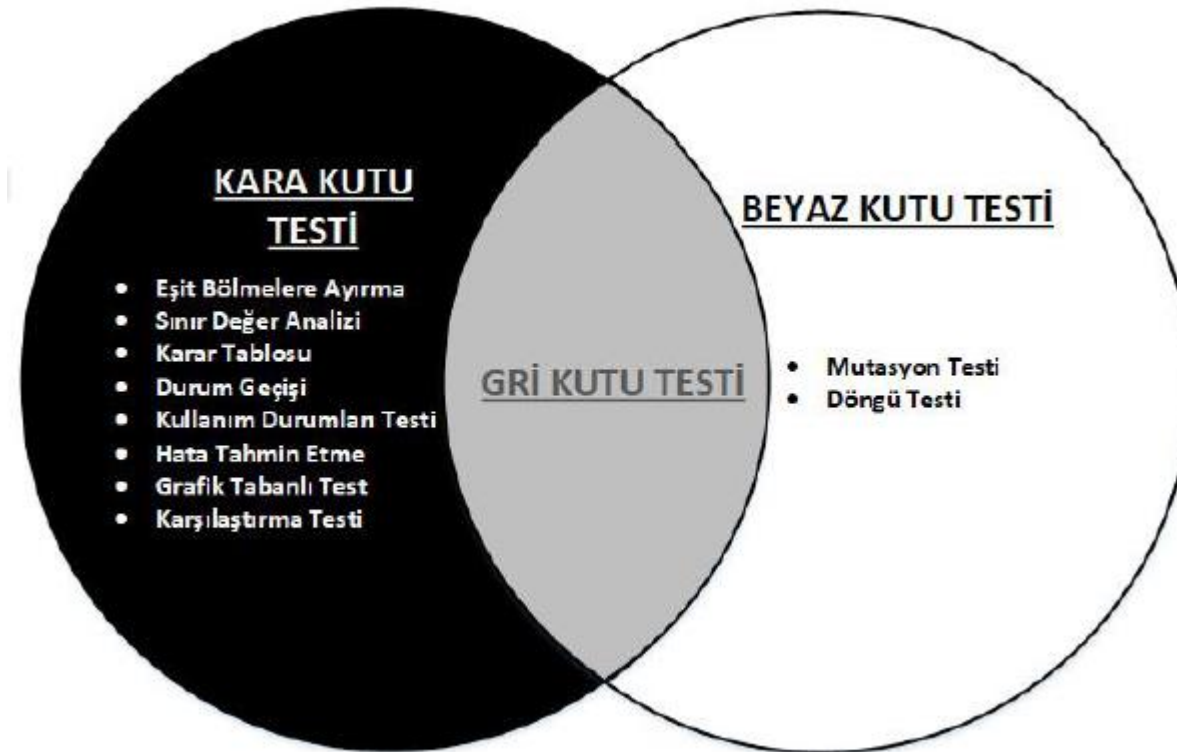 KARA KUTU
TESTİ
• Eşit Bölmelere Ayırma
• Sınır Değer Analizi
• Karar Tablosu
• Durum Geçişi
• Kullanım Durumları Testi
• Hata Tahmin Etme
• Grafik Tabanlı Test
• Karşılaştırma Testi
GRİ KUTU TESTİ
BEYAZ KUTU TESTİ
• Mutasyon Testi
• Döngü Testi